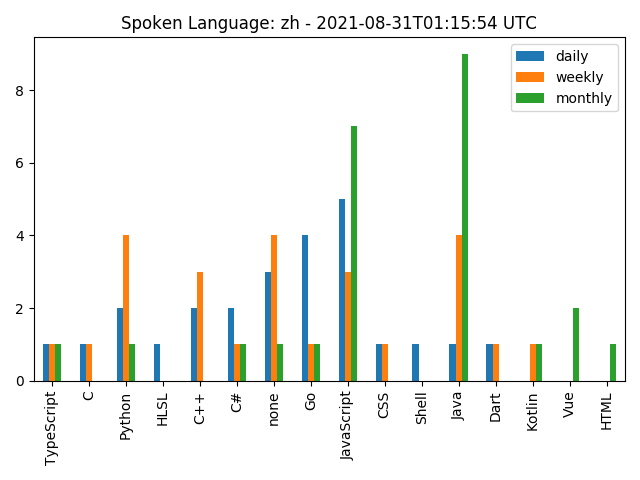 Spoken Language: zh - 2021-08-31T01:15:54 UTC
daily
weekly
monthly
8
6
4
2
0
TypeScript
C
Python
HLSL
C++
C#
none
Go
JavaScript
CSS
Shell
Java
Dart
Kotlin
Vue
HTML